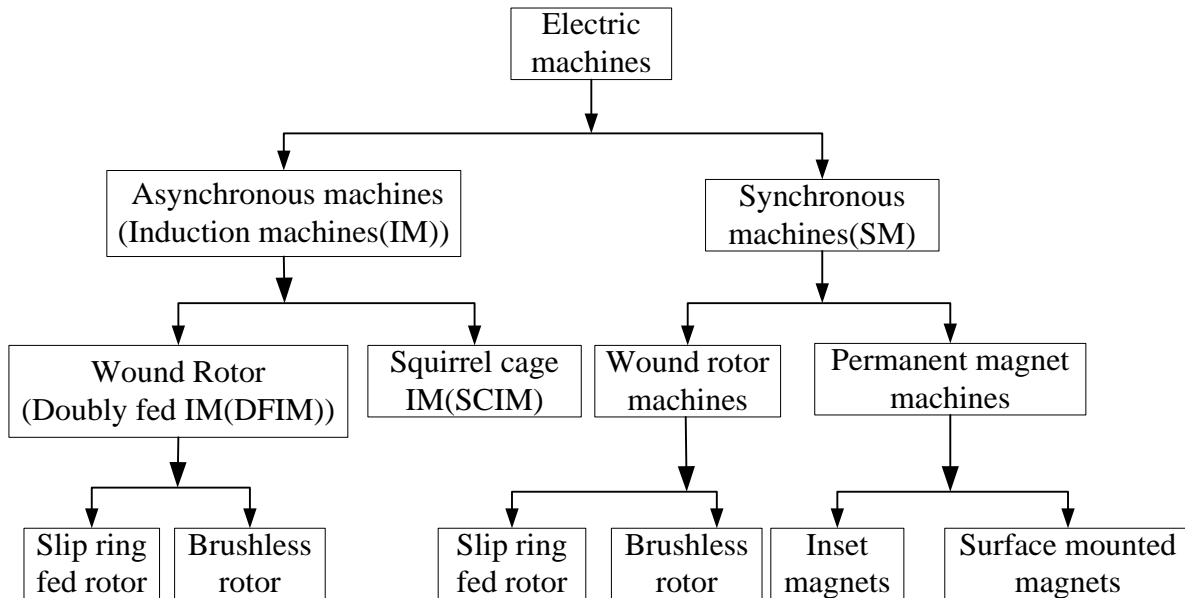 Electric
machines
Asynchronous machines
(Induction machines(IM))
Synchronous
machines(SM)
Wound Rotor
(Doubly fed IM(DFIM))
Squirrel cage
IM(SCIM)
Wound rotor
machines
Permanent magnet
machines
Slip ring
fed rotor
Brushless
rotor
Slip ring
fed rotor
Brushless
rotor
Inset
magnets
Surface mounted
magnets